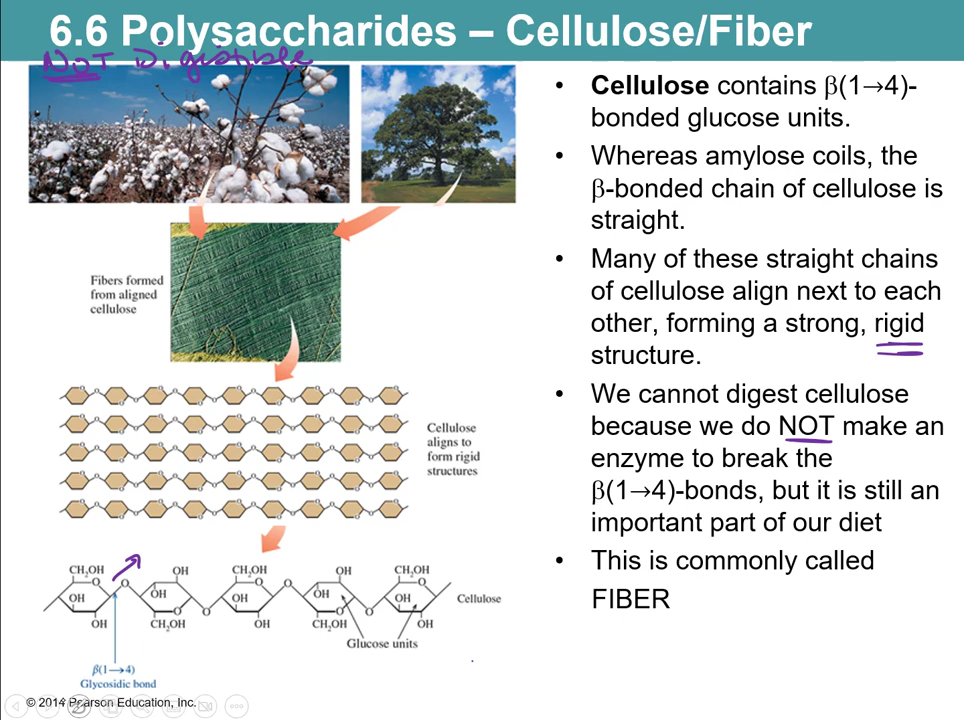 6.6 Polysaccharides – Cellulose/Fiber
NOT Digistible
• Cellulose contains β(1→4)-
bonded glucose units.
• Whereas amylose coils, the
β-bonded chain of cellulose is
straight.
• Many of these straight chains
of cellulose align next to each
other, forming a strong, rigid
structure.
• We cannot digest cellulose
because we do NOT make an
enzyme to break the
β(1→4)-bonds, but it is still an
important part of our diet
• This is commonly called
FIBER
Fibers formed
from aligned
cellulose
Cellulose
aligns to
form rigid
structures
CH₂OH OH CH₂OH OH CH₂OH
O O O O O
OH OH OH OH OH
O O O O
OH CH₂OH OH CH₂OH OH
Cellulose
Glucose units
β(1→4)
Glycosidic bond
© 2014 Pearson Education, Inc.